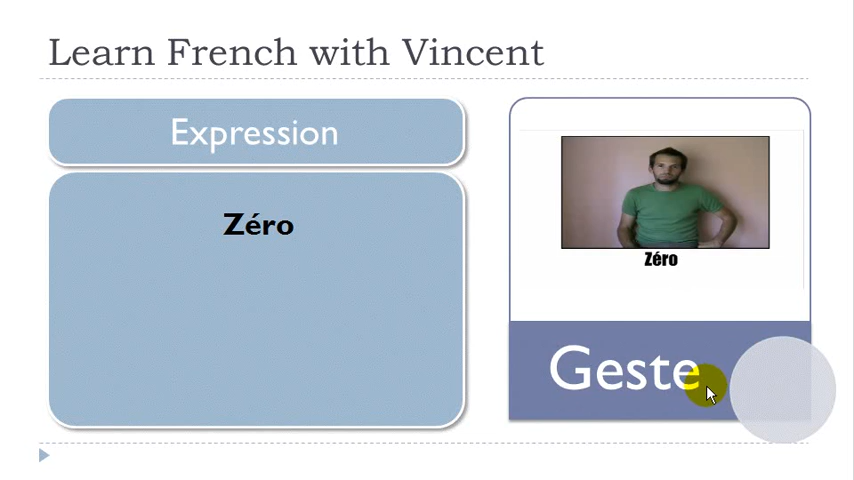 Learn French with Vincent
Expression
Zéro
Zéro
Geste